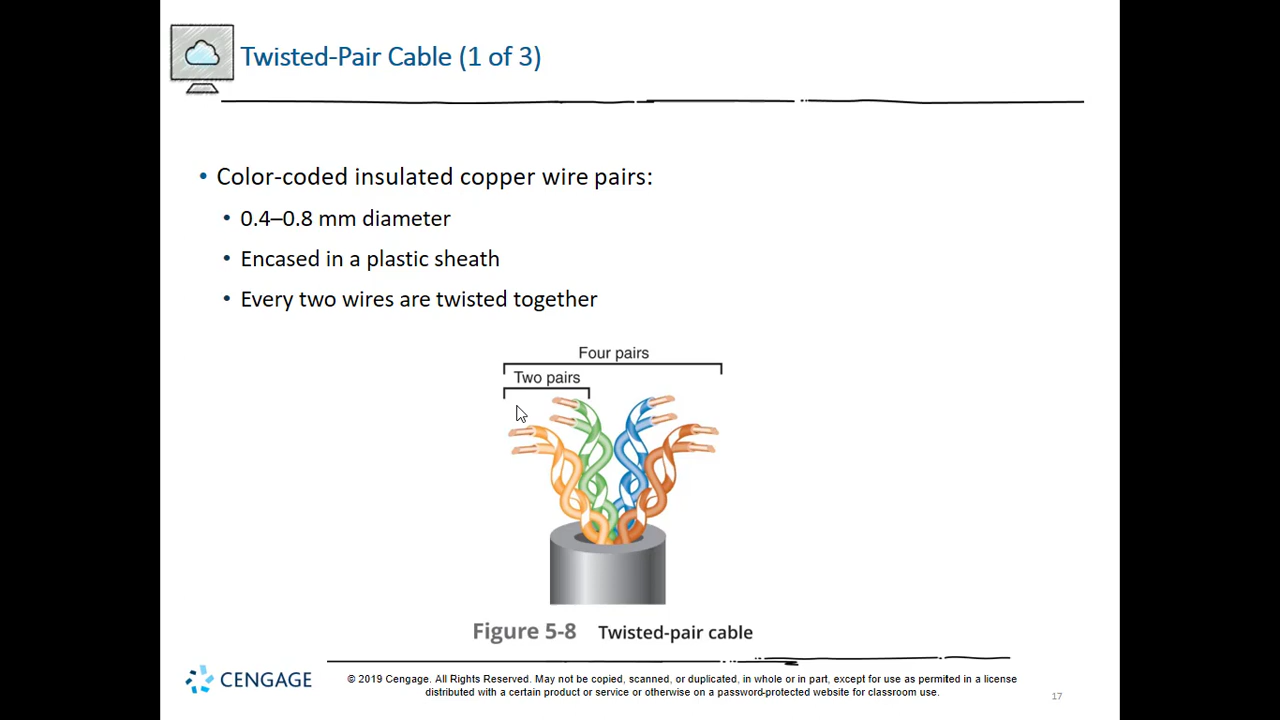 Twisted-Pair Cable (1 of 3)
• Color-coded insulated copper wire pairs:
• 0.4–0.8 mm diameter
• Encased in a plastic sheath
• Every two wires are twisted together
Four pairs
Two pairs
Figure 5-8 Twisted-pair cable
CENGAGE
© 2019 Cengage. All Rights Reserved. May not be copied, scanned, or duplicated, in whole or in part, except for use as permitted in a license
distributed with a certain product or service or otherwise on a password-protected website for classroom use.
17